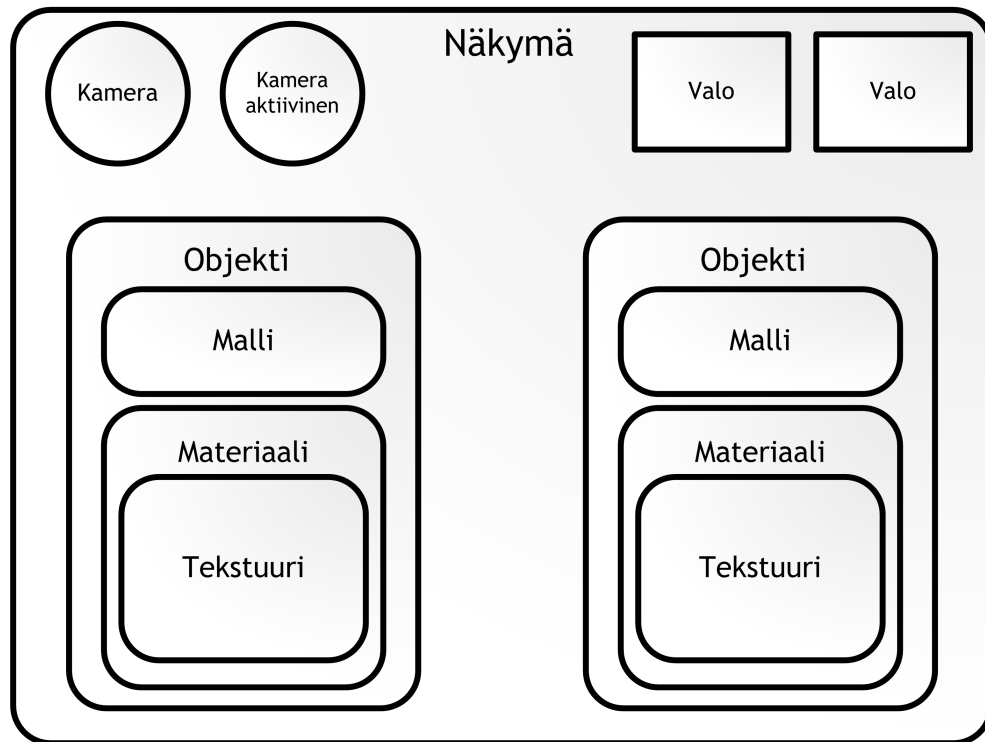 Näkymä
Kamera
Kamera
aktiivinen
Valo
Valo
Objekti
Malli
Materiaali
Tekstuuri
Objekti
Malli
Materiaali
Tekstuuri